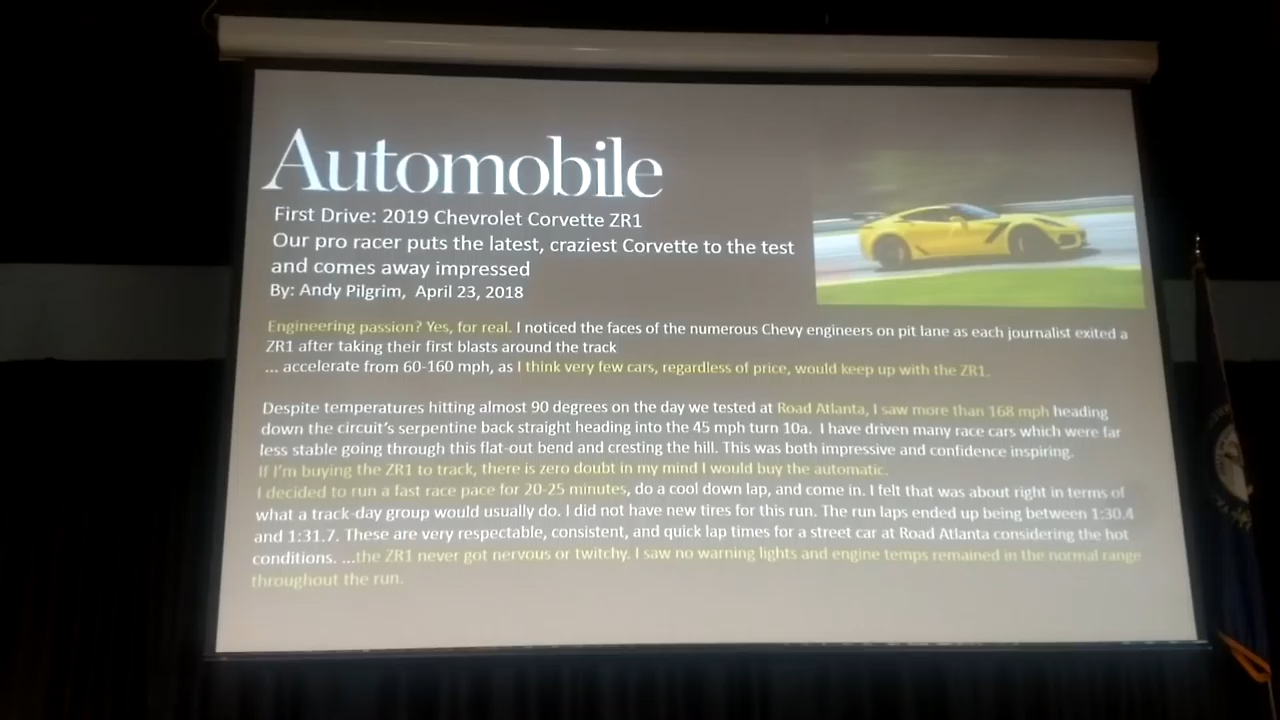 Automobile
First Drive: 2019 Chevrolet Corvette ZR1
Our pro racer puts the latest, craziest Corvette to the test
and comes away impressed
By: Andy Pilgrim, April 23, 2018
Engineering passion? Yes, for real. I noticed the faces of the numerous Chevy engineers on pit lane as each journalist exited a
ZR1 after taking their first blasts around the track
... accelerate from 60-160 mph, as I think very few cars, regardless of price, would keep up with the ZR1.
Despite temperatures hitting almost 90 degrees on the day we tested at Road Atlanta, I saw more than 168 mph heading
down the circuit's serpentine back straight heading into the 45 mph turn 10a. I have driven many race cars which were far
less stable going through this flat-out bend and cresting the hill. This was both impressive and confidence inspiring.
If I'm buying the ZR1 to track, there is zero doubt in my mind I would buy the automatic.
I decided to run a fast race pace for 20-25 minutes, do a cool down lap, and come in. I felt that was about right in terms of
what a track-day group would usually do. I did not have new tires for this run. The run laps ended up being between 1:30.4
and 1:31.7. These are very respectable, consistent, and quick lap times for a street car at Road Atlanta considering the hot
conditions. ...the ZR1 never got nervous or twitchy. I saw no warning lights and engine temps remained in the normal range
throughout the run.